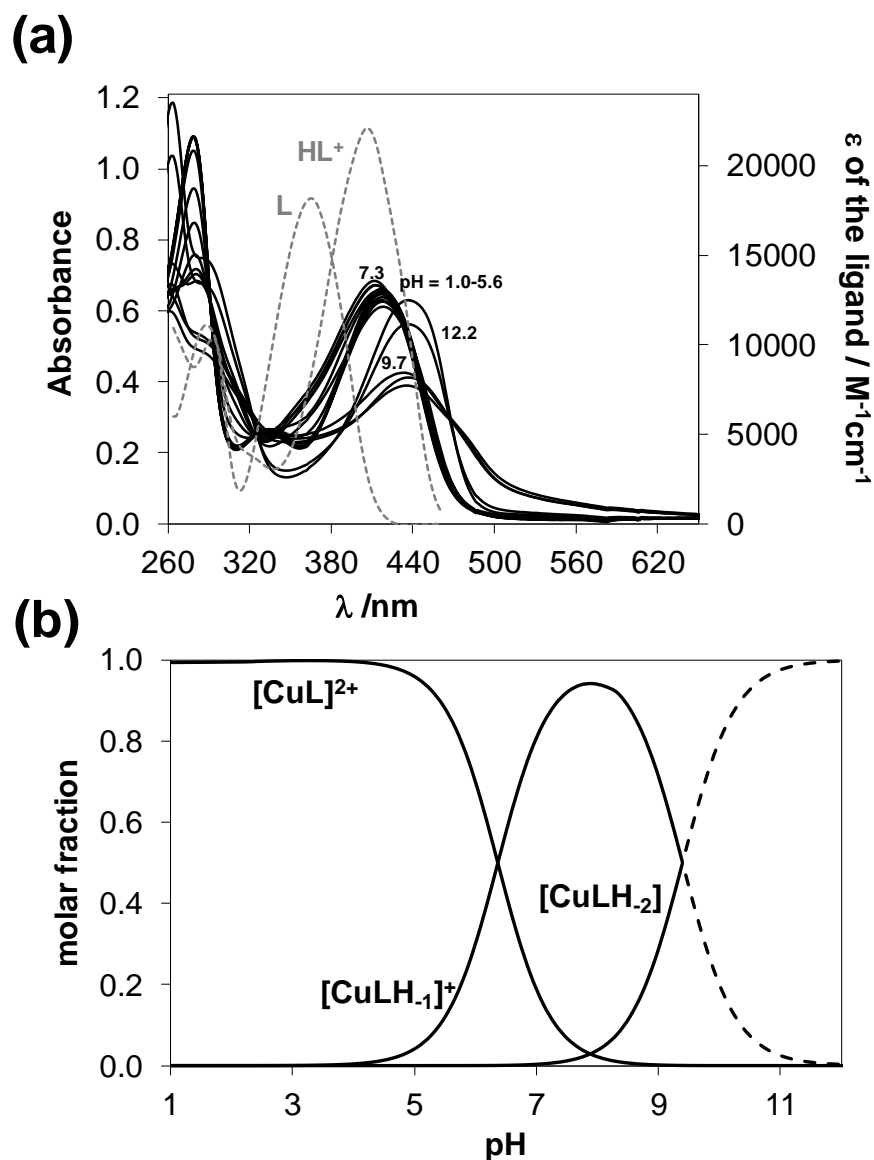 (a)
1.2
1.0
0.8
0.6
0.4
0.2
0.0
Absorbance
HL⁺
L
7.3
pH = 1.0-5.6
12.2
9.7
20000
15000
10000
5000
0
ε of the ligand / M⁻¹cm⁻¹
260 320 380 440 500 560 620
λ /nm
(b)
1.0
0.8
0.6
0.4
0.2
0.0
molar fraction
[CuL]²⁺
[CuLH₋₂]
[CuLH₋₁]⁺
1 3 5 7 9 11
pH